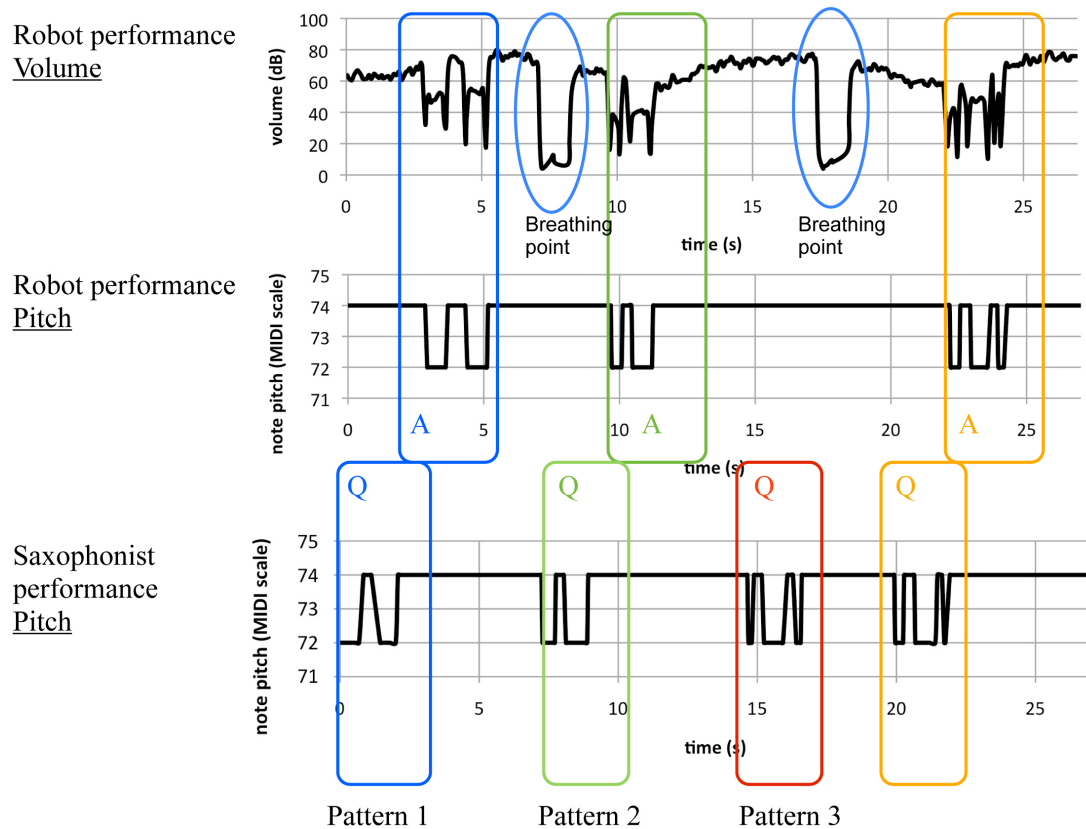 Robot performance
Volume
volume (dB)
100
80
60
40
20
0
0 5 10 15 20 25
Breathing
point
time (s)
Breathing
point
Robot performance
Pitch
note pitch (MIDI scale)
75
74
73
72
71
A A A
0 5 10 15 20 25
time (s)
Q Q Q Q
Saxophonist
performance
Pitch
note pitch (MIDI scale)
75
74
73
72
71
0 5 10 15 20 25
time (s)
Pattern 1 Pattern 2 Pattern 3